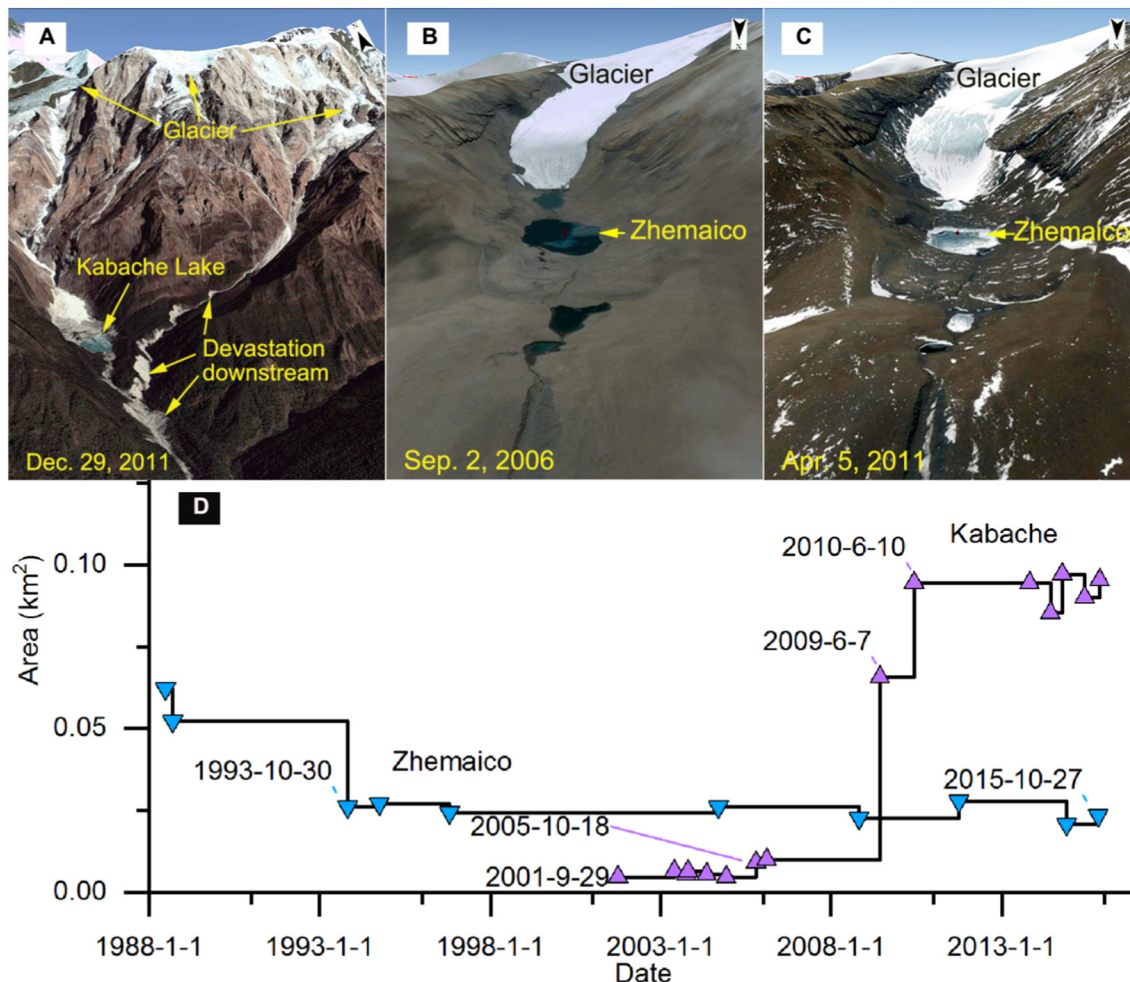 A
Glacier
Kabache Lake
Devastation
downstream
Dec. 29, 2011
N
B
Glacier
Zhemaico
Sep. 2, 2006
N
C
Glacier
Zhemaico
Apr. 5, 2011
D
Area (km²)
0.10
0.05
0.00
2010-6-10
Kabache
2009-6-7
1993-10-30
Zhemaico
2015-10-27
2005-10-18
2001-9-29
1988-1-1
1993-1-1
1998-1-1
2003-1-1
2008-1-1
2013-1-1
Date